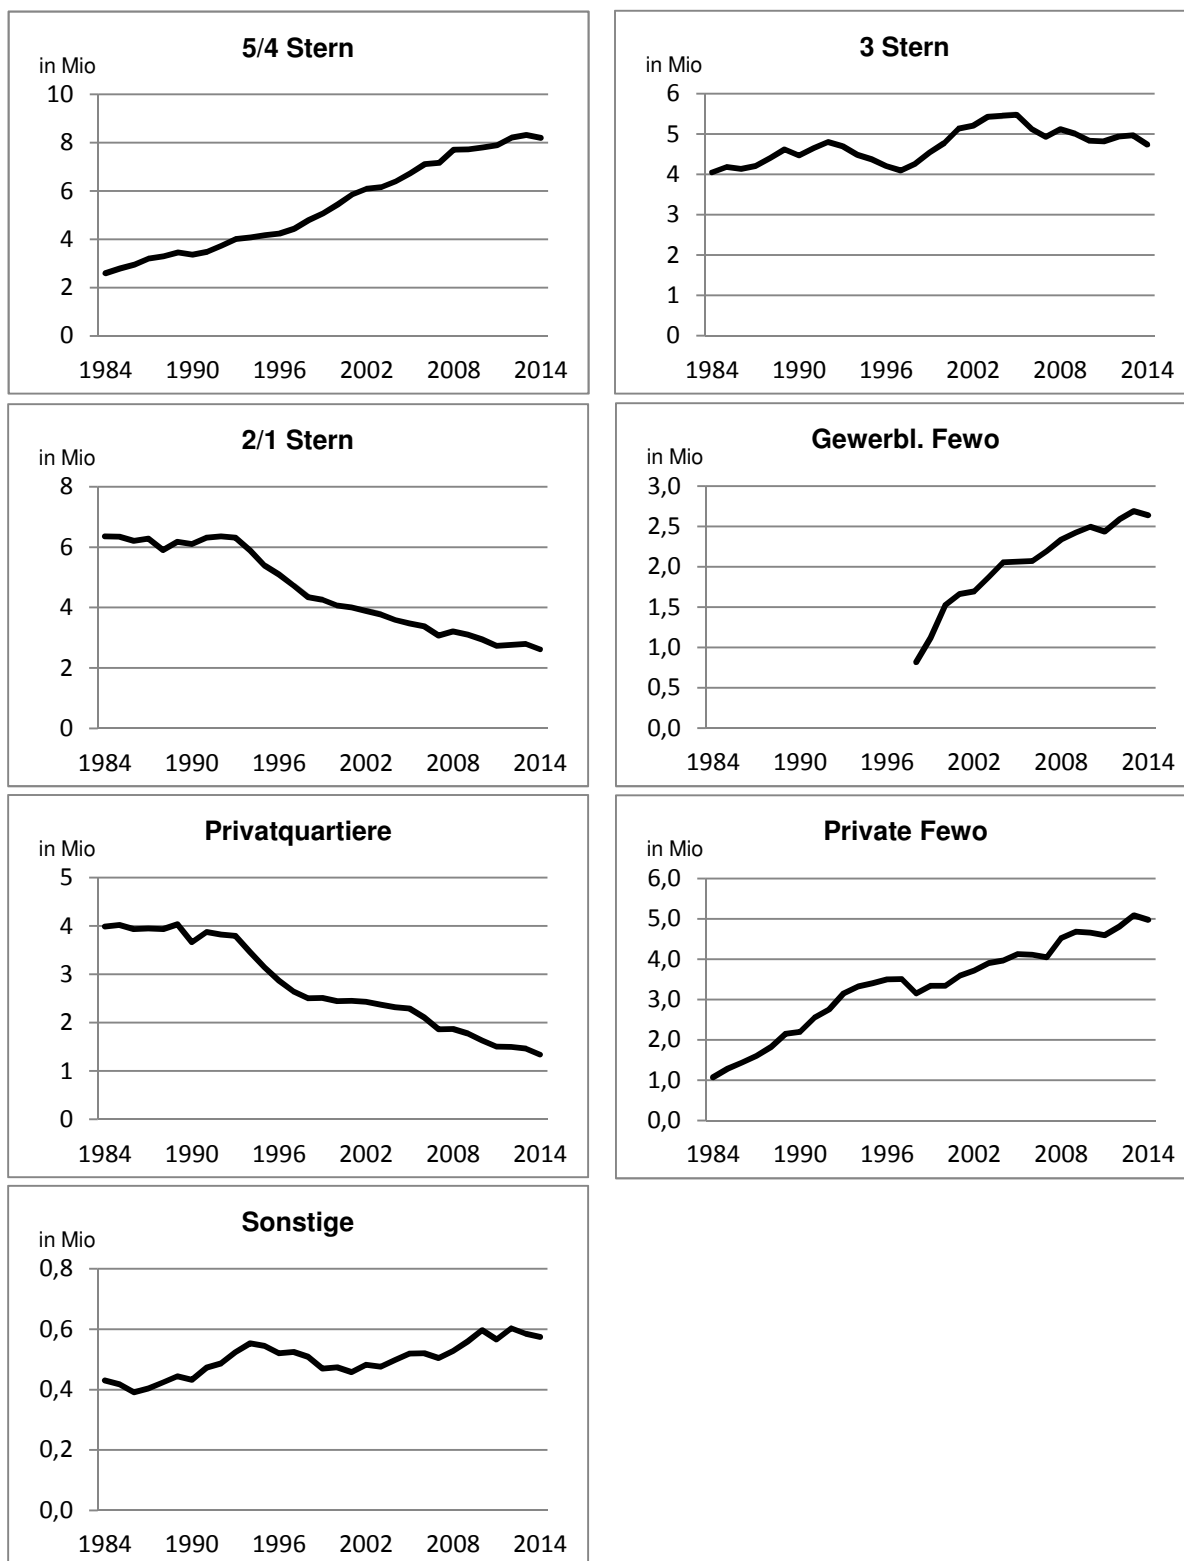 5/4 Stern
in Mio
10
8
6
4
2
0
1984 1990 1996 2002 2008 2014
3 Stern
in Mio
6
5
4
3
2
1
0
1984 1990 1996 2002 2008 2014
2/1 Stern
in Mio
8
6
4
2
0
1984 1990 1996 2002 2008 2014
Gewerbl. Fewo
in Mio
3,0
2,5
2,0
1,5
1,0
0,5
0,0
1984 1990 1996 2002 2008 2014
Privatquartiere
in Mio
5
4
3
2
1
0
1984 1990 1996 2002 2008 2014
Private Fewo
in Mio
6,0
5,0
4,0
3,0
2,0
1,0
0,0
1984 1990 1996 2002 2008 2014
Sonstige
in Mio
0,8
0,6
0,4
0,2
0,0
1984 1990 1996 2002 2008 2014